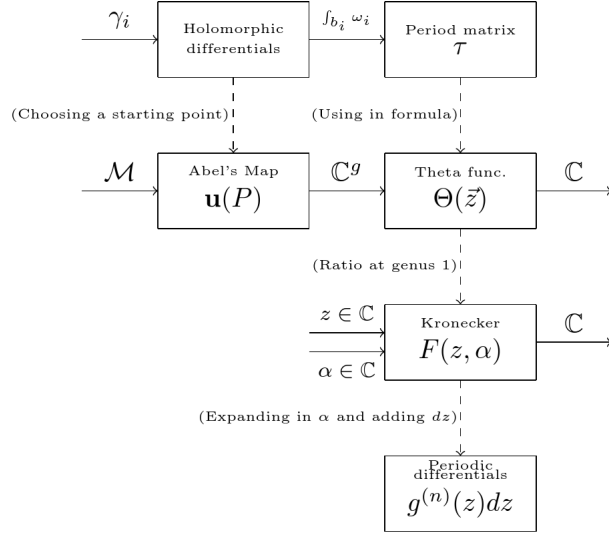 γ_i
Holomorphic
differentials
∫_{b_i} ω_i
Period matrix
τ
(Choosing a starting point)
(Using in formula)
ℳ
Abel's Map
𝐮(P)
ℂ^g
Theta func.
Θ(z⃗)
ℂ
(Ratio at genus 1)
z ∈ ℂ
α ∈ ℂ
Kronecker
F(z, α)
ℂ
(Expanding in α and adding dz)
Periodic
differentials
g^{(n)}(z)dz